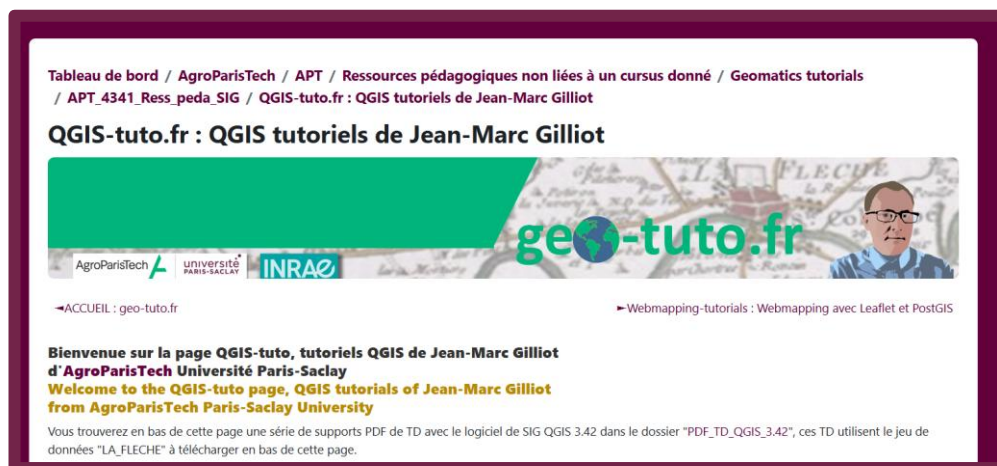 Tableau de bord / AgroParisTech / APT / Ressources pédagogiques non liées à un cursus donné / Geomatics tutorials
/ APT_4341_Ress_peda_SIG / QGIS-tuto.fr : QGIS tutoriels de Jean-Marc Gilliot
QGIS-tuto.fr : QGIS tutoriels de Jean-Marc Gilliot
LA FLECHE
geo-tuto.fr
AgroParisTech université PARIS-SACLAY INRAE
◄ACCUEIL : geo-tuto.fr
►Webmapping-tutorials : Webmapping avec Leaflet et PostGIS
Bienvenue sur la page QGIS-tuto, tutoriels QGIS de Jean-Marc Gilliot
d'AgroParisTech Université Paris-Saclay
Welcome to the QGIS-tuto page, QGIS tutorials of Jean-Marc Gilliot
from AgroParisTech Paris-Saclay University
Vous trouverez en bas de cette page une série de supports PDF de TD avec le logiciel de SIG QGIS 3.42 dans le dossier "PDF_TD_QGIS_3.42", ces TD utilisent le jeu de
données "LA_FLECHE" à télécharger en bas de cette page.